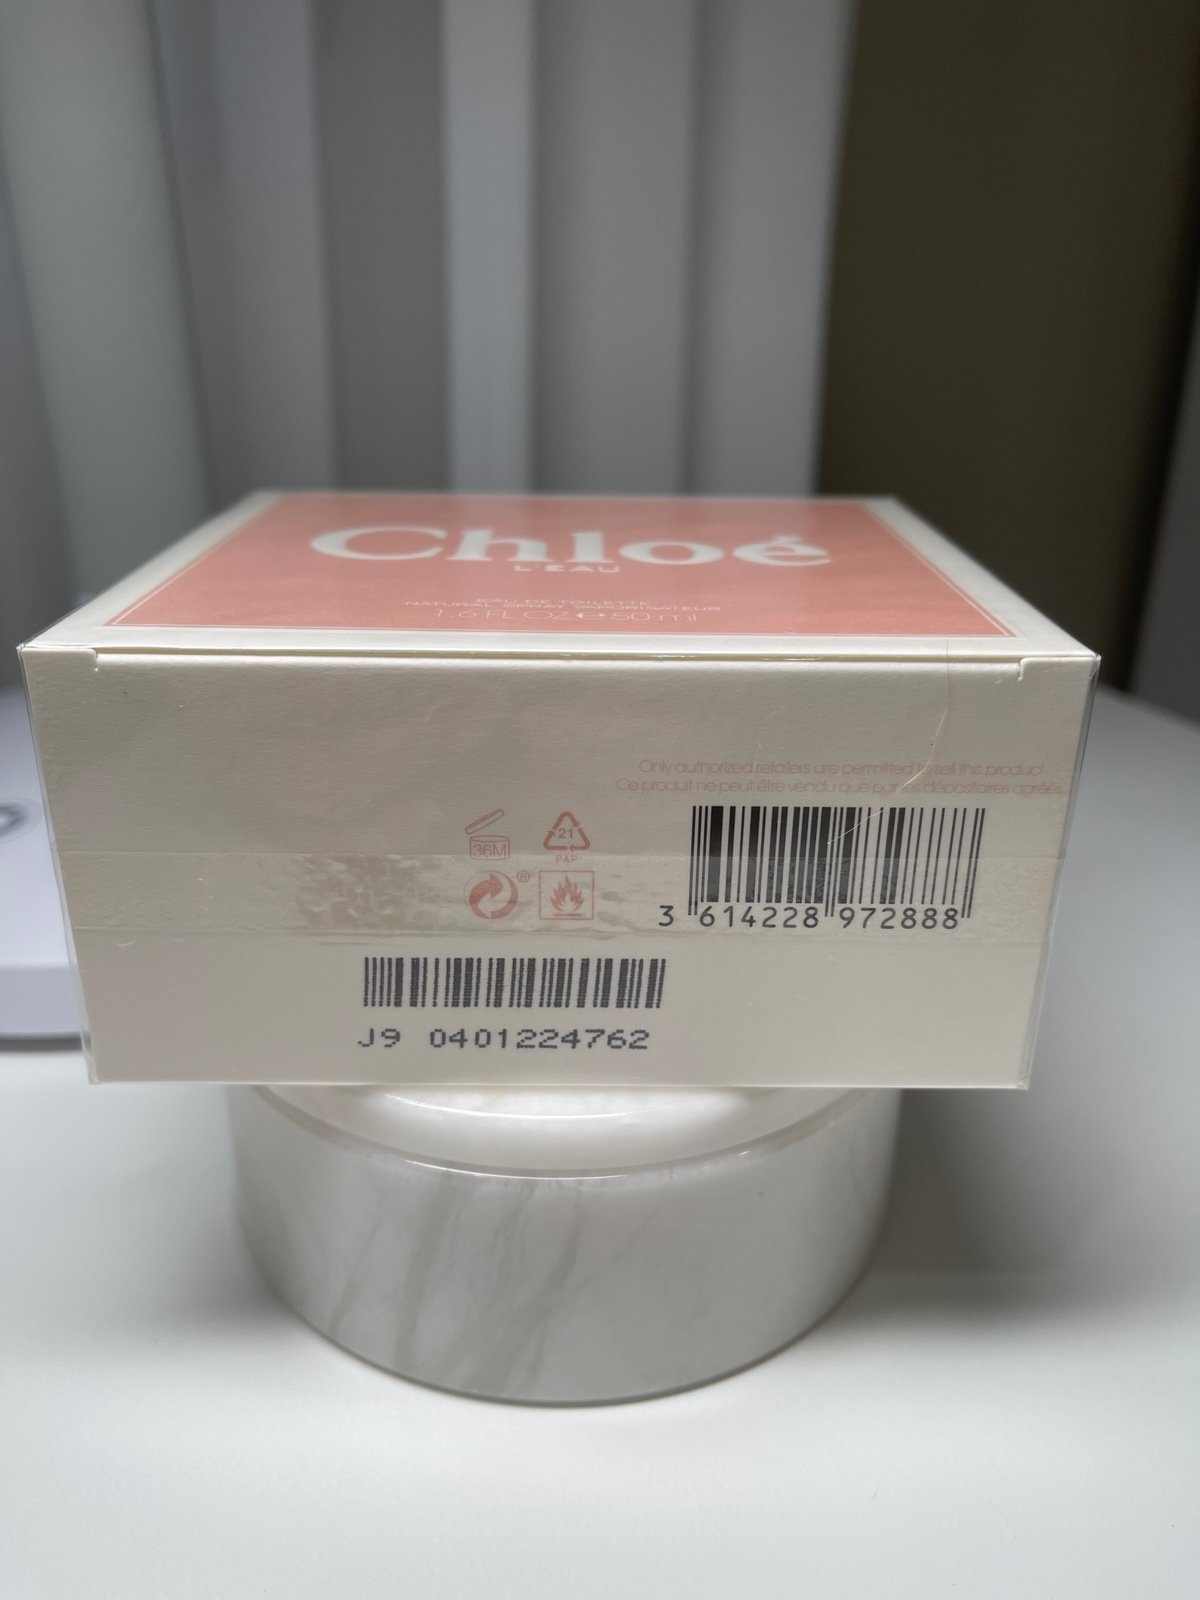 Chloé
L'EAU
EAU DE TOILETTE
NATURAL SPRAY VAPORISATEUR
1.6 FL OZ e 50 ml
Only authorized retailers are permitted to sell this product.
Ce produit ne peut être vendu que par les dépositaires agréés.
36M
21
PAP
®
3 614228 972888
J9 0401224762